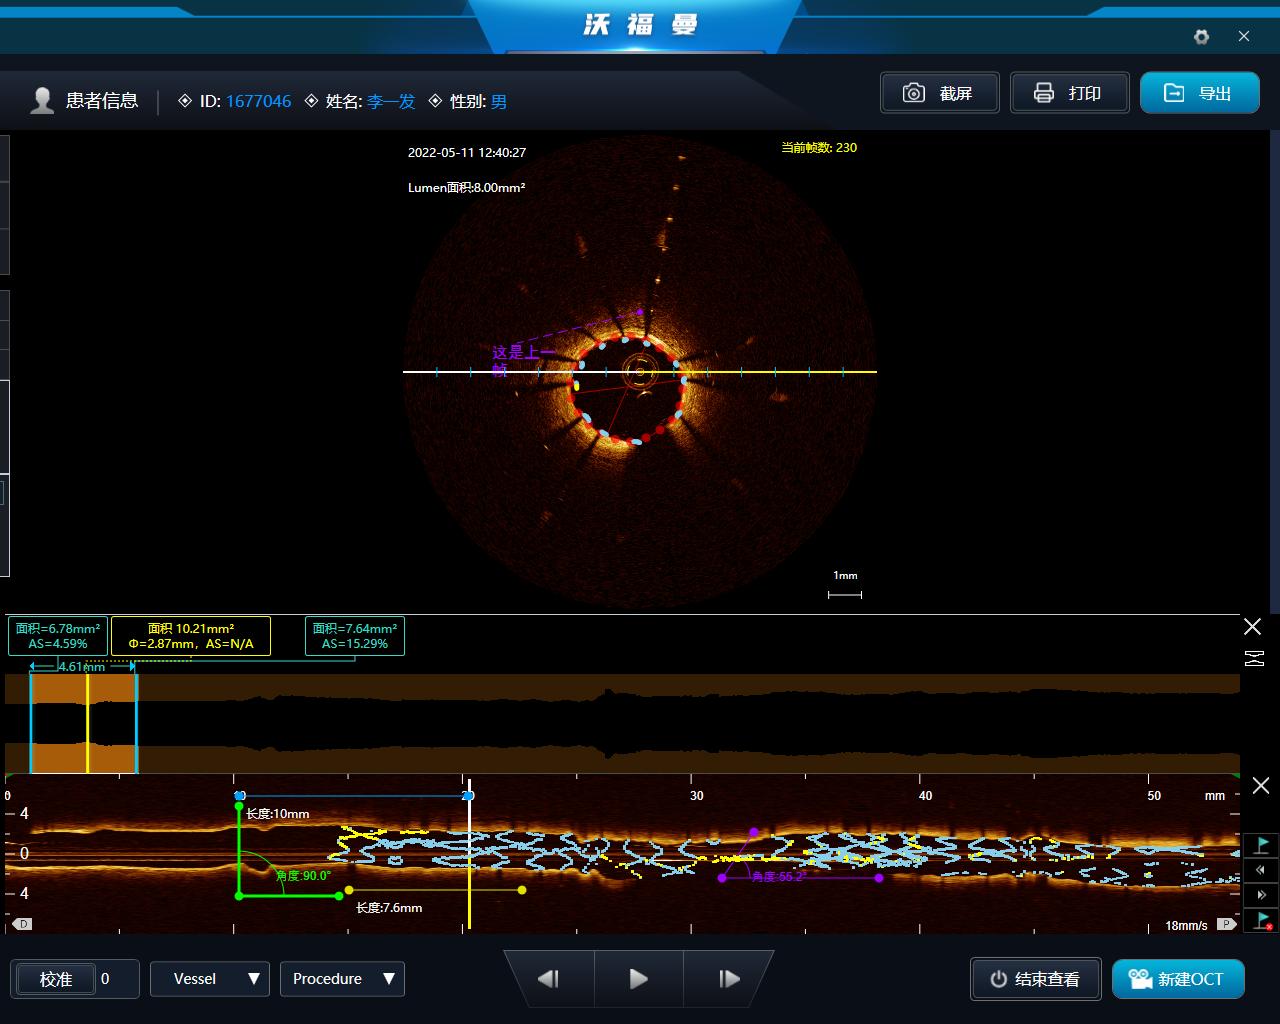 沃福曼
患者信息
ID: 1677046
姓名: 李一发
性别: 男
截屏
打印
导出
2022-05-11 12:40:27
当前帧数: 230
Lumen面积:8.00mm²
这是上一
帧
1mm
面积=6.78mm²
AS=4.59%
面积 10.21mm²
Φ=2.87mm，AS=N/A
面积=7.64mm²
AS=15.29%
4.61mm
0
10
20
30
40
50
mm
4
0
4
长度:10mm
角度:90.0°
角度:55.2°
长度:7.6mm
D
18mm/s
P
校准
0
Vessel
Procedure
结束查看
新建OCT